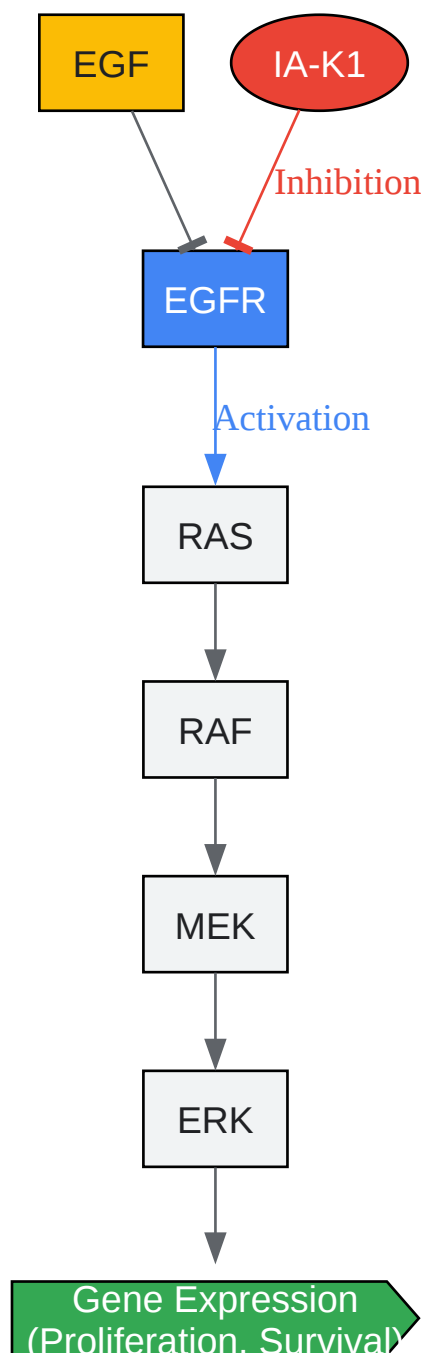 EGF
IA-K1
Inhibition
EGFR
Activation
RAS
RAF
MEK
ERK
Gene Expression
(Proliferation, Survival)